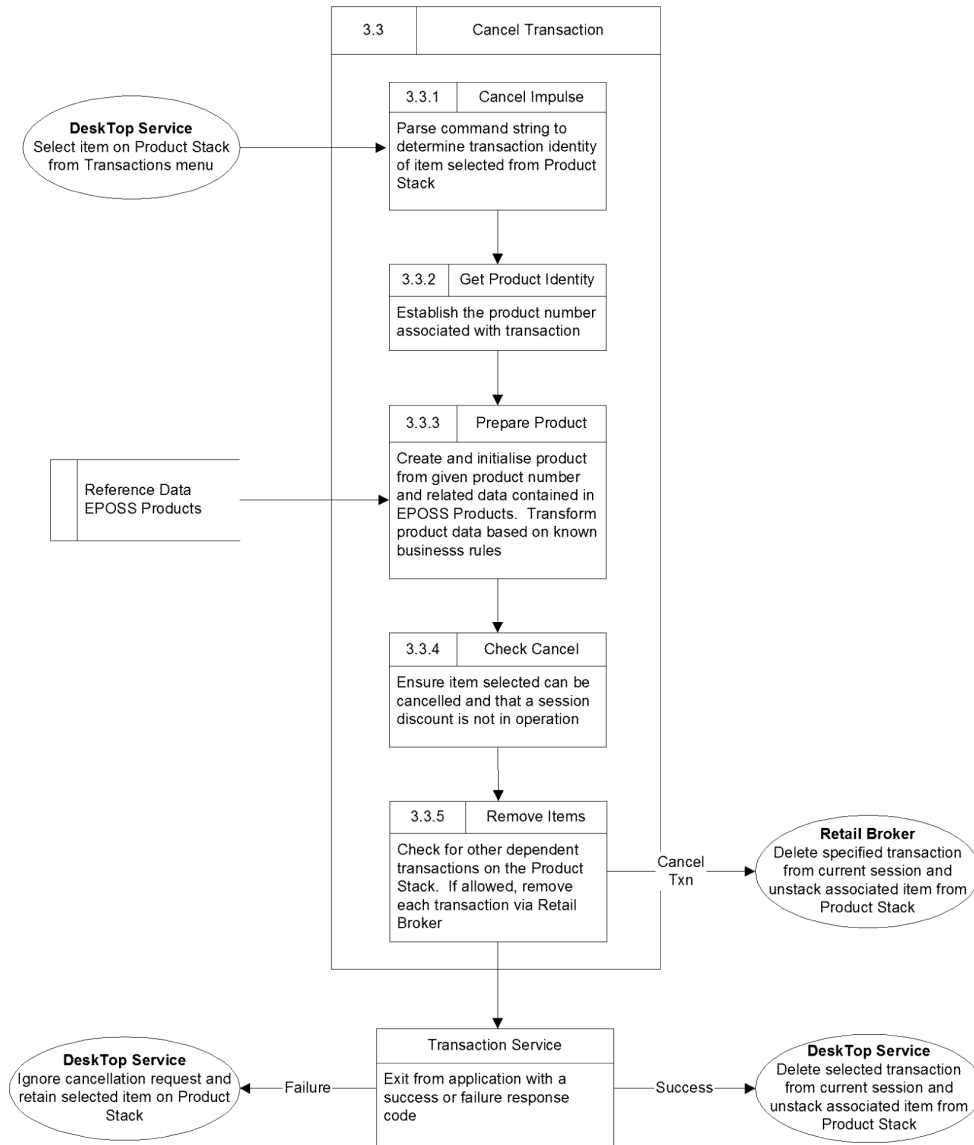 3.3
Cancel Transaction
3.3.1
Cancel Impulse
Parse command string to
determine transaction identity
of item selected from Product
Stack
DeskTop Service
Select item on Product Stack
from Transactions menu
3.3.2
Get Product Identity
Establish the product number
associated with transaction
3.3.3
Prepare Product
Create and initialise product
from given product number
and related data contained in
EPOSS Products. Transform
product data based on known
businesss rules
Reference Data
EPOSS Products
3.3.4
Check Cancel
Ensure item selected can be
cancelled and that a session
discount is not in operation
3.3.5
Remove Items
Check for other dependent
transactions on the Product
Stack. If allowed, remove
each transaction via Retail
Broker
Cancel
Txn
Retail Broker
Delete specified transaction
from current session and
unstack associated item from
Product Stack
Transaction Service
Exit from application with a
success or failure response
code
Failure
DeskTop Service
Ignore cancellation request and
retain selected item on Product
Stack
Success
DeskTop Service
Delete selected transaction
from current session and
unstack associated item from
Product Stack